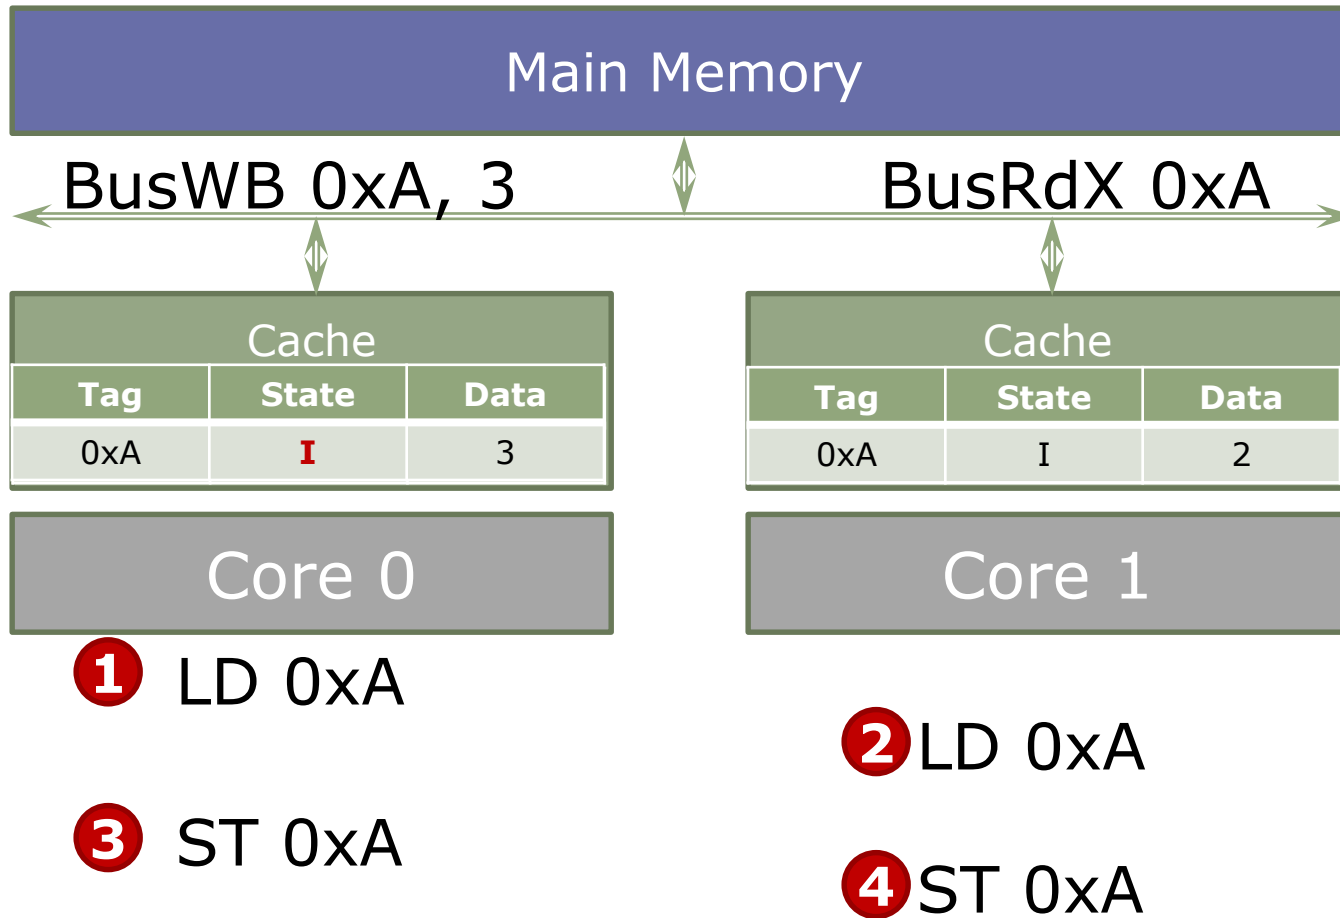 Main Memory
BusWB 0xA, 3 BusRdX 0xA
Cache Cache
Tag State Data Tag State Data
0xA I 3 0xA I 2
Core 0 Core 1
1 LD 0xA
2 LD 0xA
3 ST 0xA
4 ST 0xA